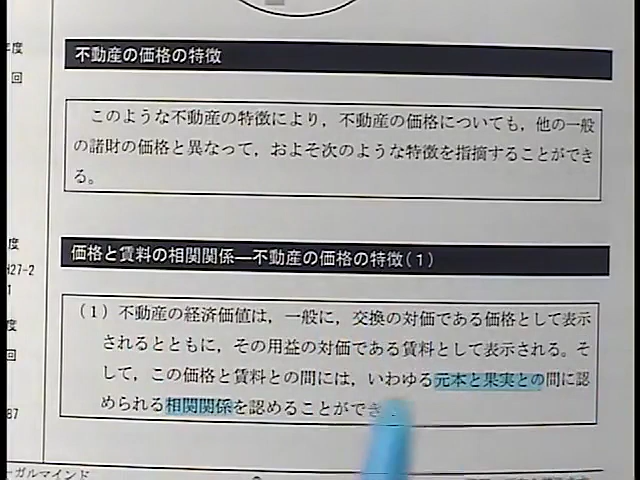 年度
回
不動産の価格の特徴
このような不動産の特徴により，不動産の価格についても，他の一般
の諸財の価格と異なって，およそ次のような特徴を指摘することができ
る。
度
H27-2
1
価格と賃料の相関関係―不動産の価格の特徴（1）
（1）不動産の経済価値は，一般に，交換の対価である価格として表示
されるとともに，その用益の対価である賃料として表示される。そ
度
して，この価格と賃料との間には，いわゆる元本と果実との間に認
回
められる相関関係を認めることができ
87
ーガルマインド